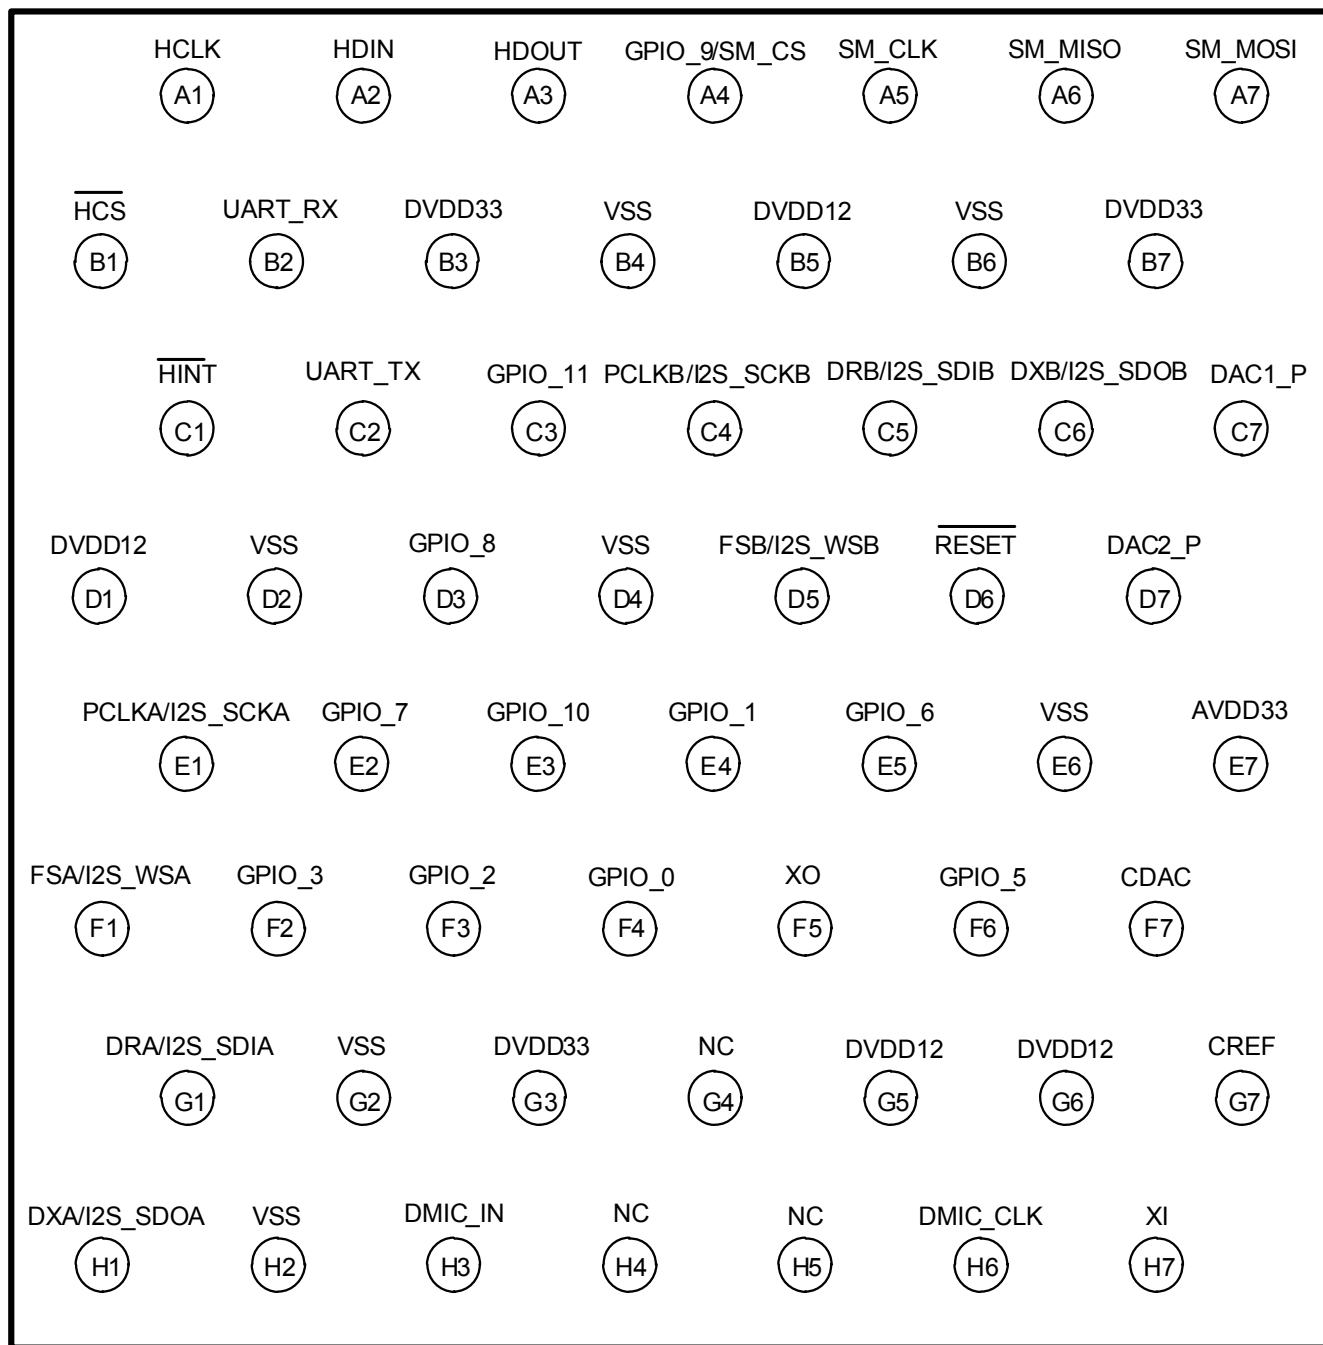 HCLK HDIN HDOUT GPIO_9/SM_CS SM_CLK SM_MISO SM_MOSI
A1 A2 A3 A4 A5 A6 A7
HCS UART_RX DVDD33 VSS DVDD12 VSS DVDD33
B1 B2 B3 B4 B5 B6 B7
HINT UART_TX GPIO_11 PCLKB/I2S_SCKB DRB/I2S_SDIB DXB/I2S_SDOB DAC1_P
C1 C2 C3 C4 C5 C6 C7
DVDD12 VSS GPIO_8 VSS FSB/I2S_WSB RESET DAC2_P
D1 D2 D3 D4 D5 D6 D7
PCLKA/I2S_SCKA GPIO_7 GPIO_10 GPIO_1 GPIO_6 VSS AVDD33
E1 E2 E3 E4 E5 E6 E7
FSA/I2S_WSA GPIO_3 GPIO_2 GPIO_0 XO GPIO_5 CDAC
F1 F2 F3 F4 F5 F6 F7
DRA/I2S_SDIA VSS DVDD33 NC DVDD12 DVDD12 CREF
G1 G2 G3 G4 G5 G6 G7
DXA/I2S_SDOA VSS DMIC_IN NC NC DMIC_CLK XI
H1 H2 H3 H4 H5 H6 H7